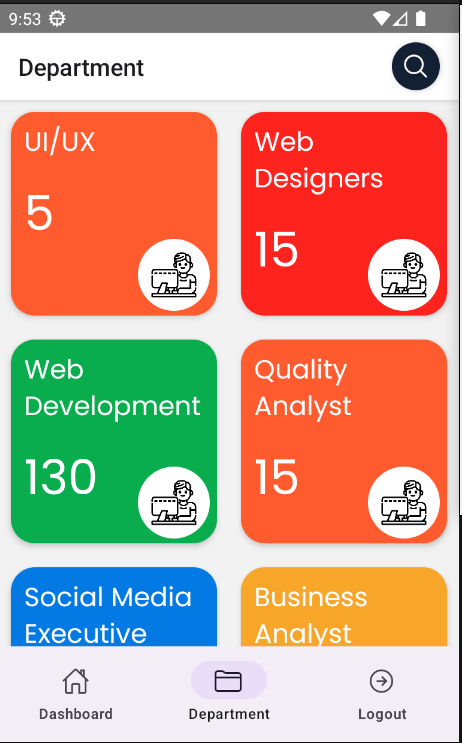 9:53
Department
UI/UX
5
Web
Designers
15
Web
Development
130
Quality
Analyst
15
Social Media
Executive
Business
Analyst
Dashboard
Department
Logout